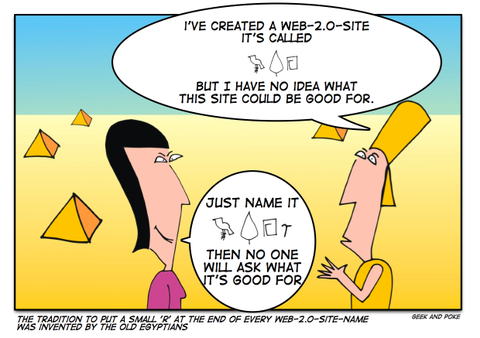 I'VE CREATED A WEB-2.0-SITE
IT'S CALLED
BUT I HAVE NO IDEA WHAT
THIS SITE COULD BE GOOD FOR.
JUST NAME IT
THEN NO ONE
WILL ASK WHAT
IT'S GOOD FOR
GEEK AND POKE
THE TRADITION TO PUT A SMALL 'R' AT THE END OF EVERY WEB-2.0-SITE-NAME
WAS INVENTED BY THE OLD EGYPTIANS